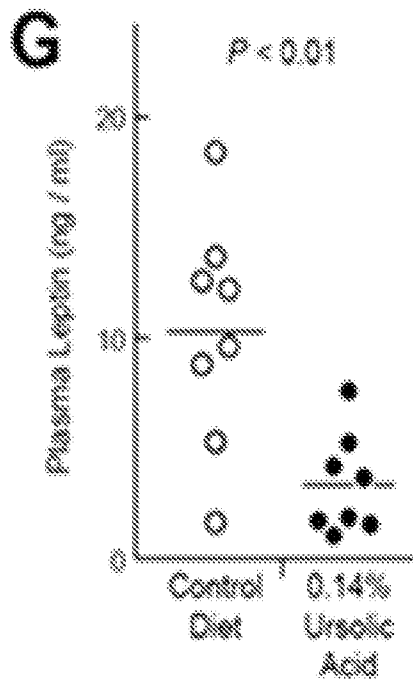 G
P < 0.01
Plasma Leptin (ng / ml)
20
10
0
Control
Diet
0.14%
Ursolic
Acid